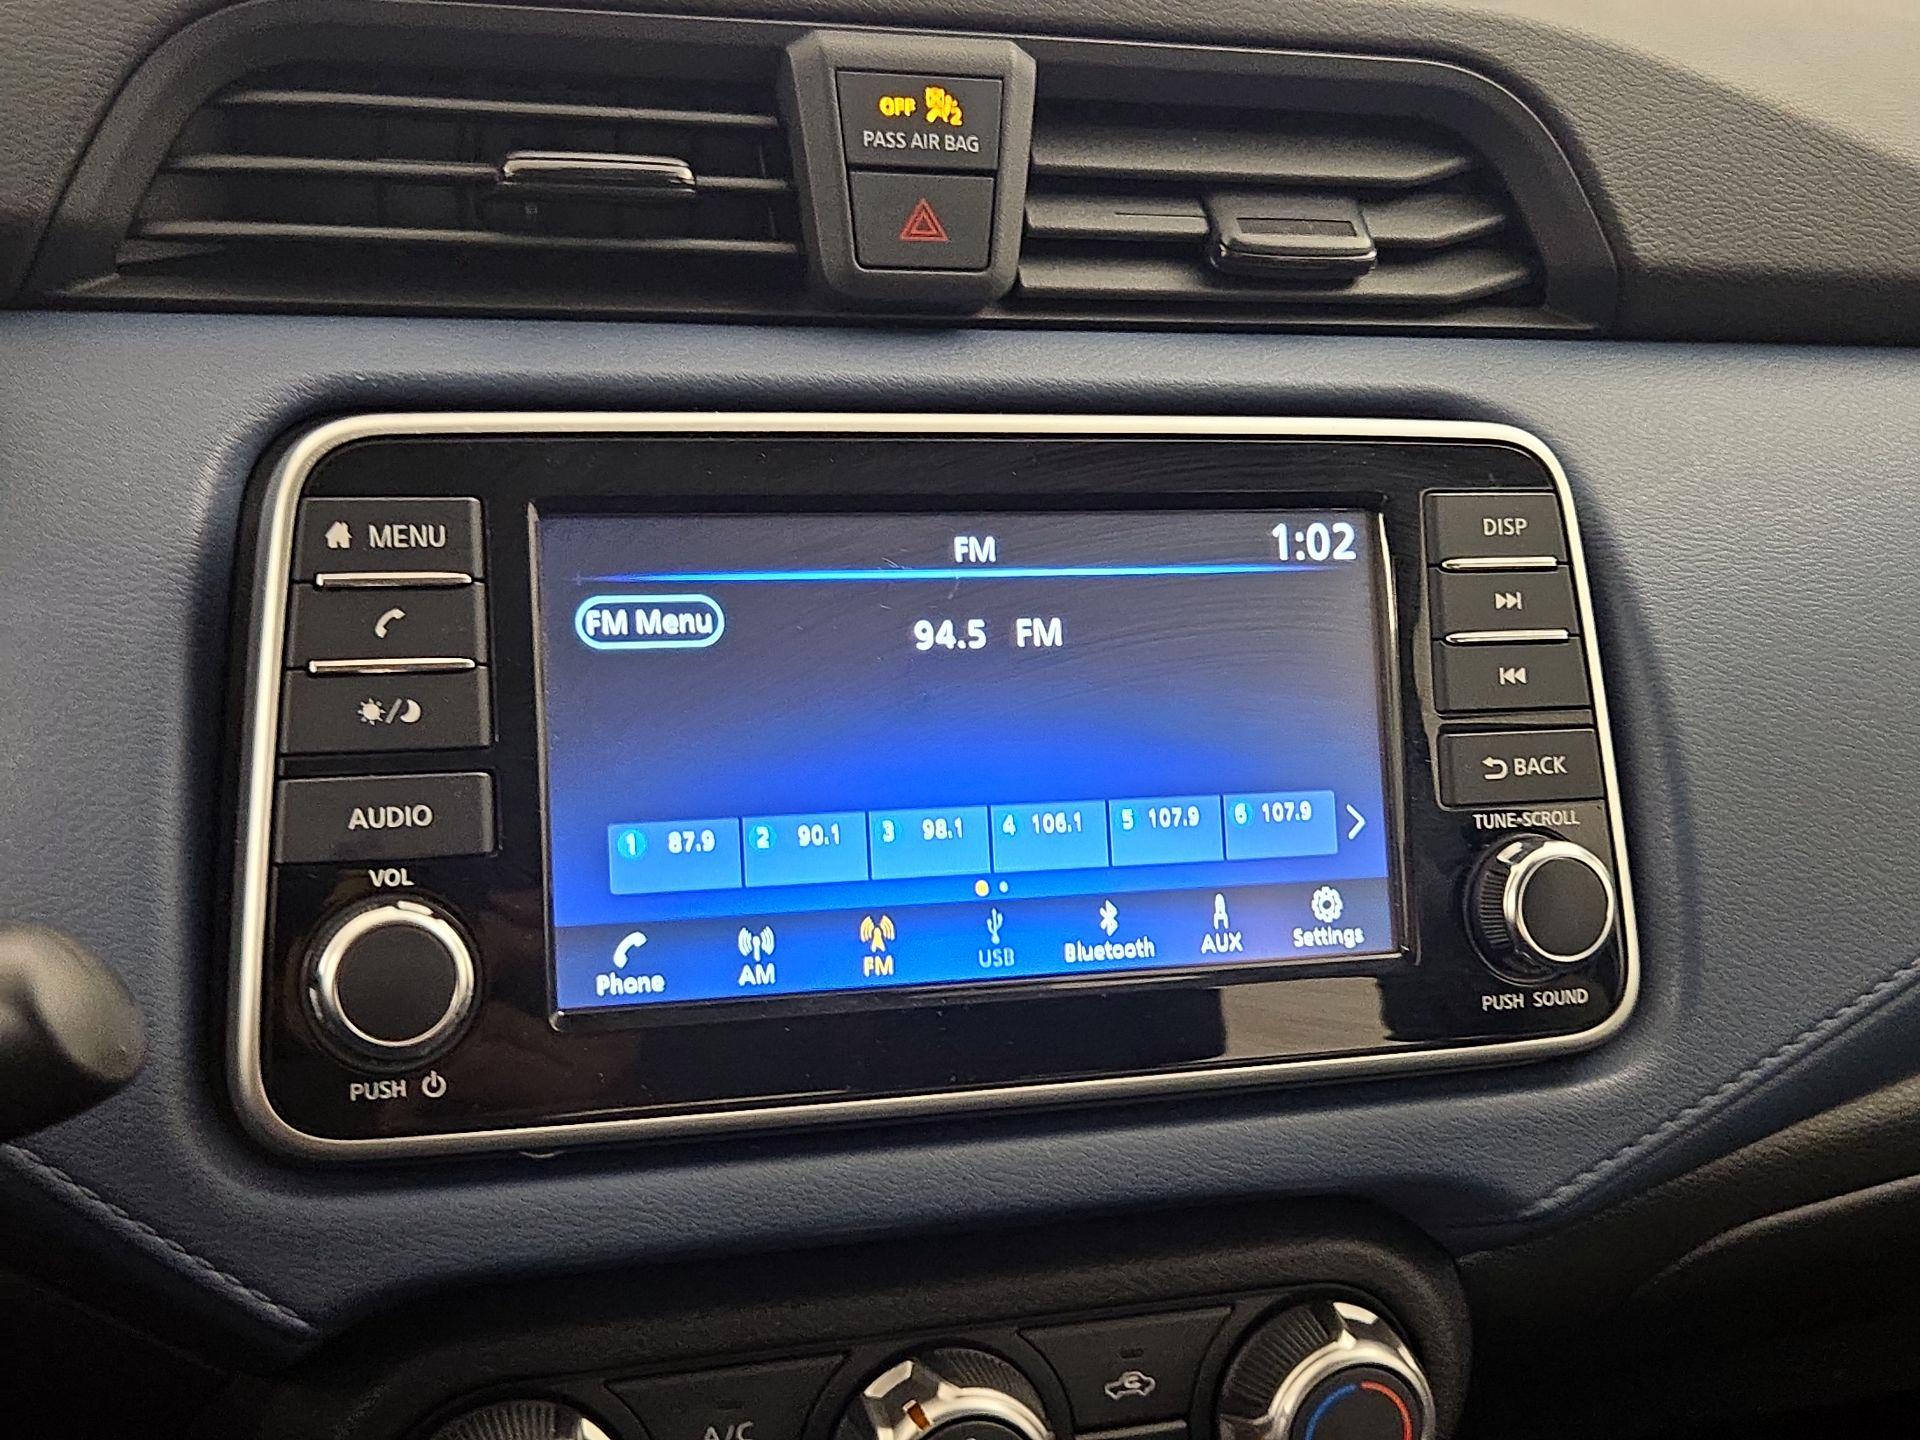 OFF 2
PASS AIR BAG
MENU
AUDIO
VOL
PUSH
FM
1:02
FM Menu
94.5 FM
1 87.9
2 90.1
3 98.1
4 106.1
5 107.9
6 107.9
Phone
AM
FM
USB
Bluetooth
AUX
Settings
DISP
BACK
TUNE•SCROLL
PUSH SOUND
A/C